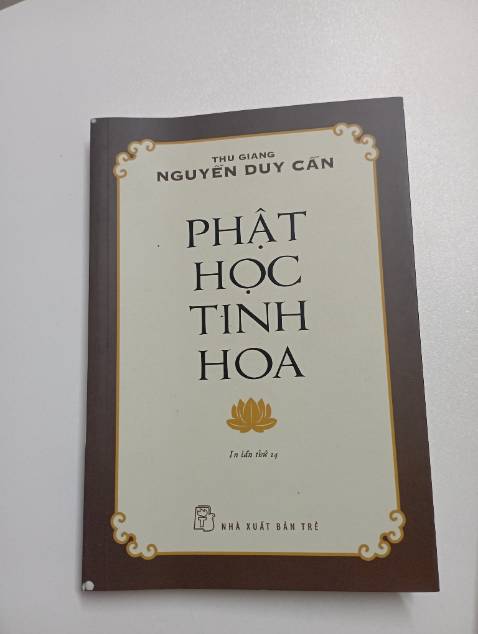 THU GIANG
NGUYỄN DUY CẦN
PHẬT
HỌC
TINH
HOA
In lần thứ 14
NHÀ XUẤT BẢN TRẺ